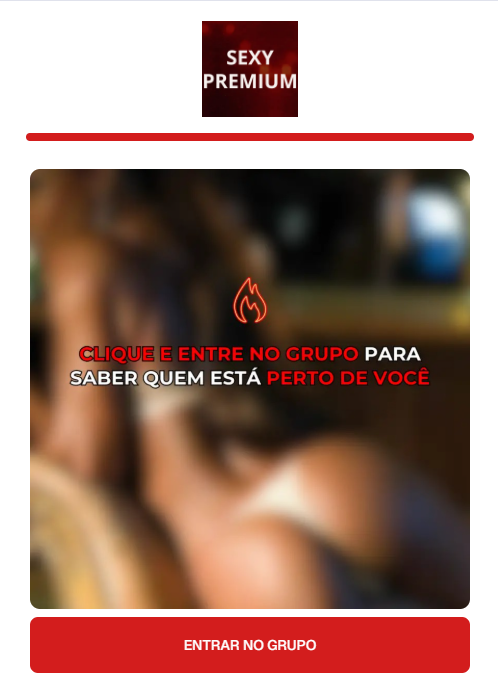 SEXY
PREMIUM
CLIQUE E ENTRE NO GRUPO PARA
SABER QUEM ESTÁ PERTO DE VOCÊ
ENTRAR NO GRUPO